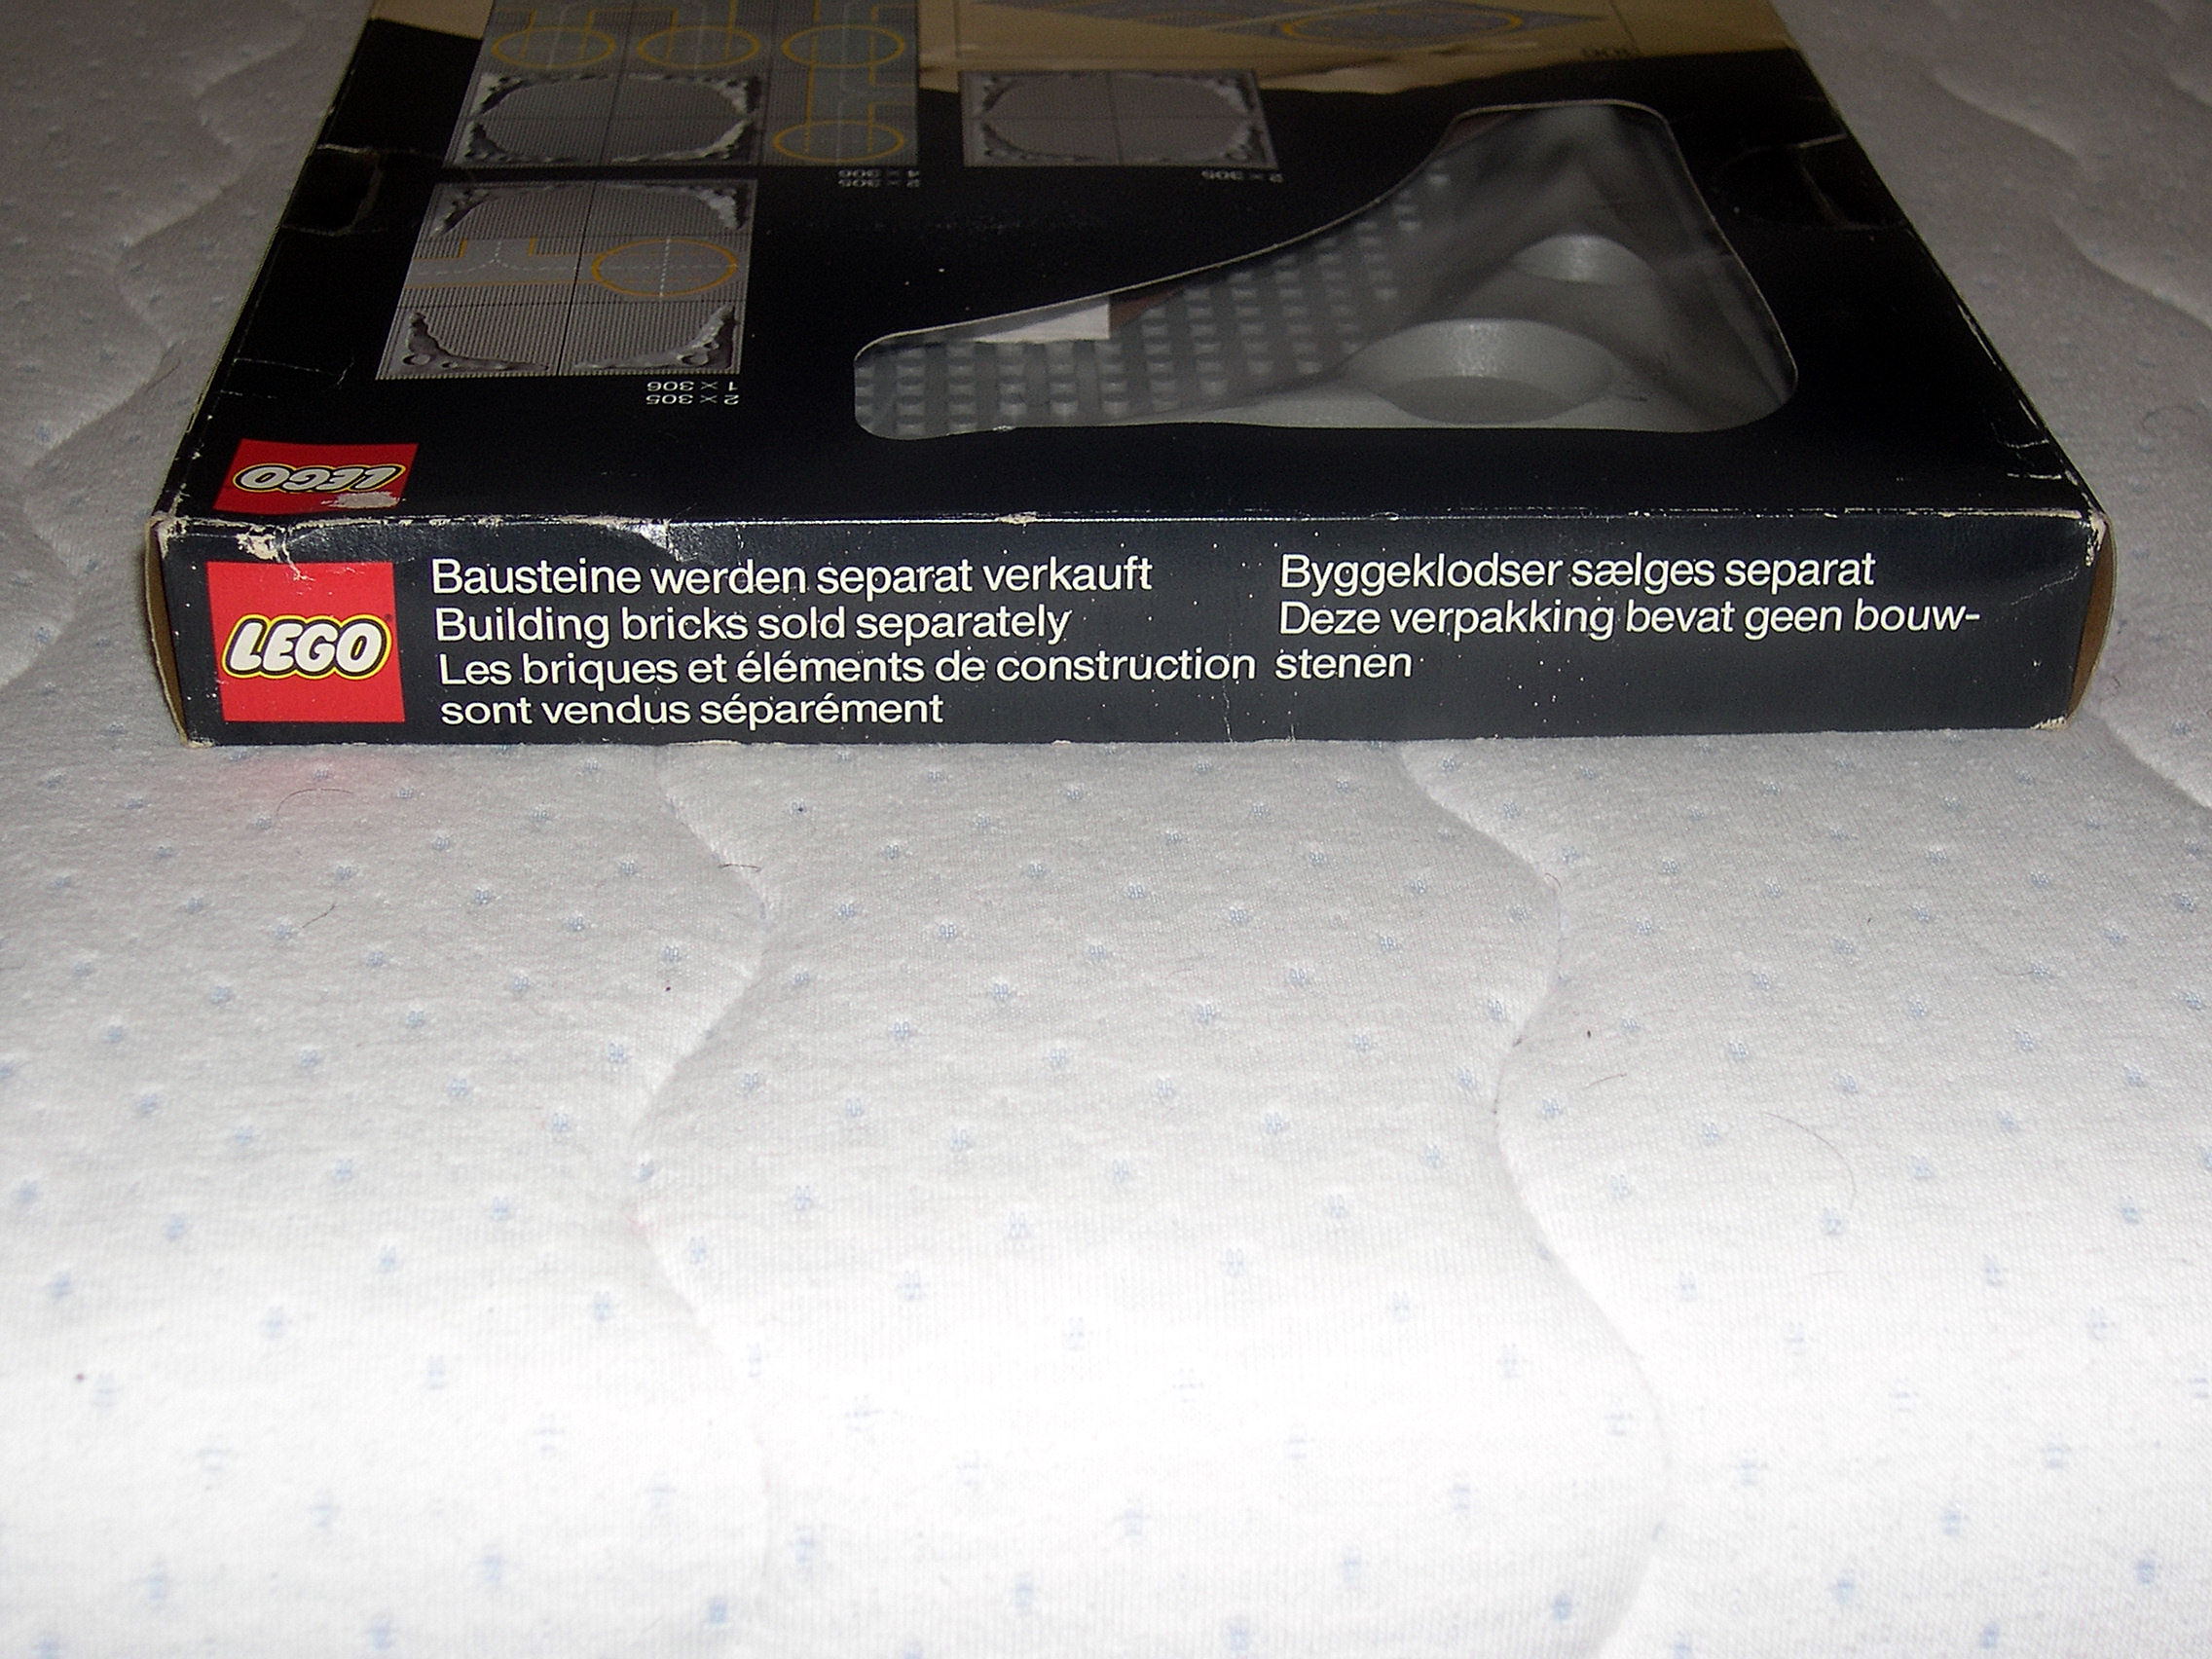 2 × 305
4 × 306
2 × 305
2 × 305
1 × 306
LEGO
LEGO
Bausteine werden separat verkauft
Building bricks sold separately
Les briques et éléments de construction
sont vendus séparément
Byggeklodser sælges separat
Deze verpakking bevat geen bouw-
stenen